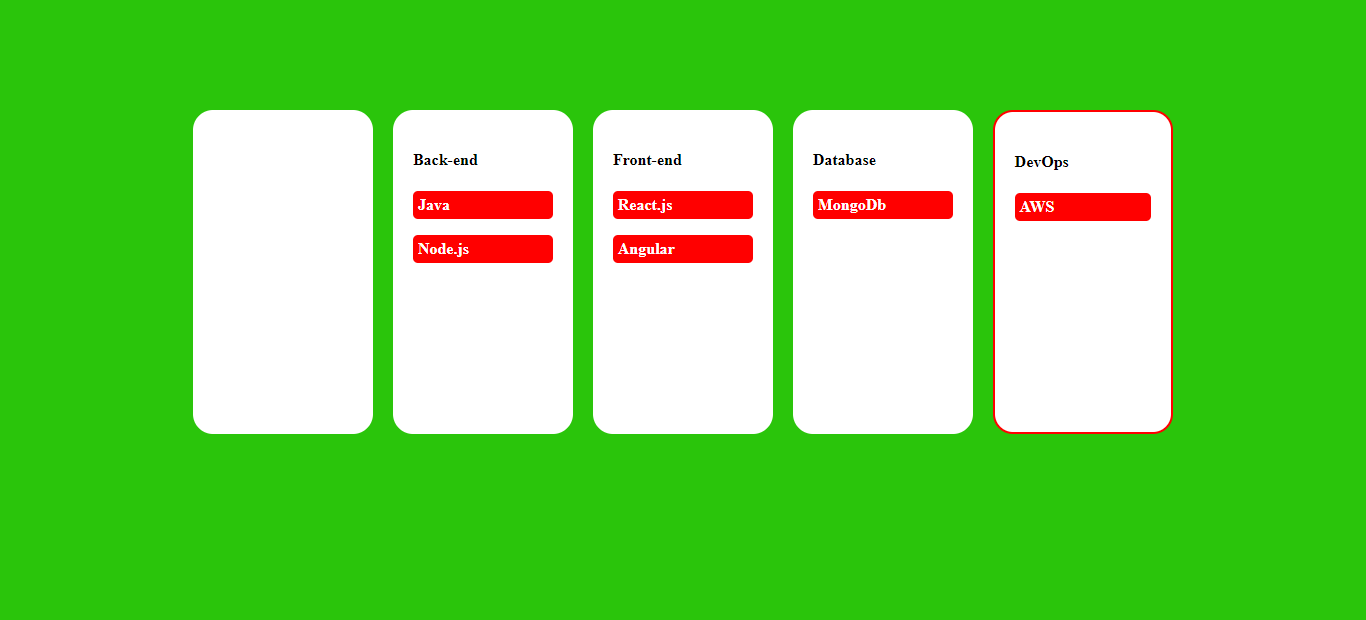 Back-end
Java
Node.js
Front-end
React.js
Angular
Database
MongoDb
DevOps
AWS